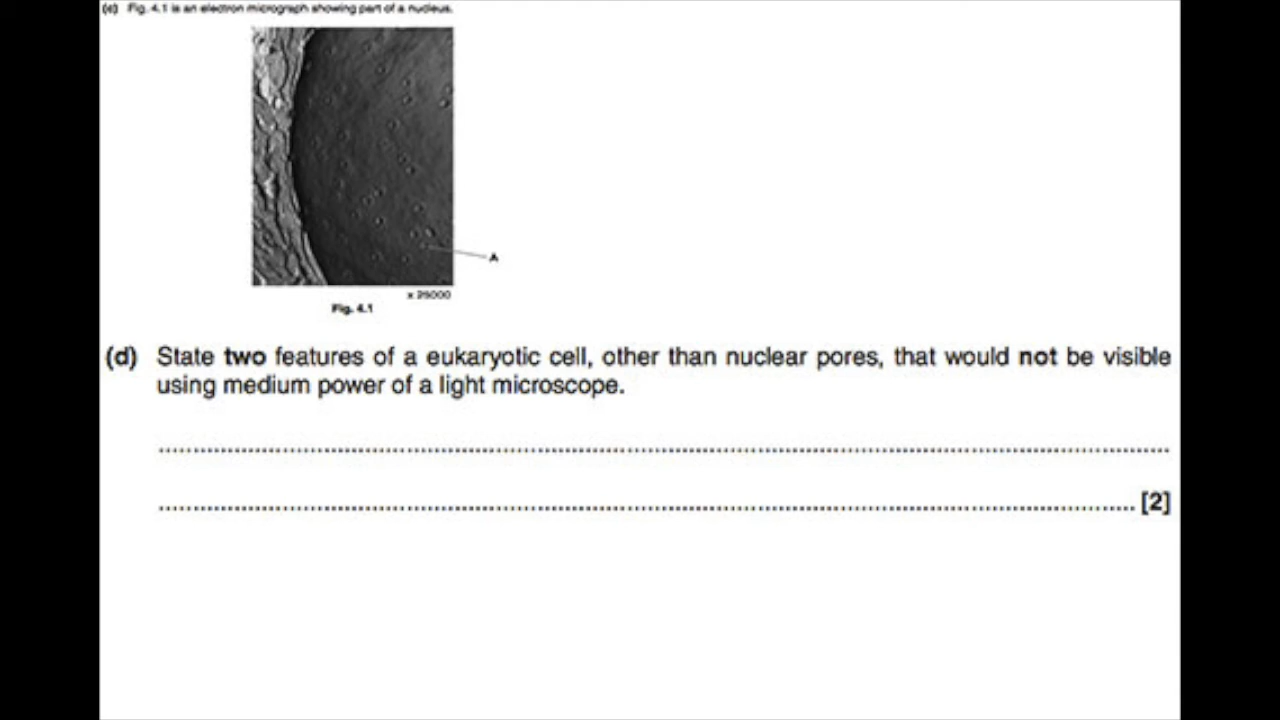 (c) Fig. 4.1 is an electron micrograph showing part of a nucleus.
A
x 25000
Fig. 4.1
(d) State two features of a eukaryotic cell, other than nuclear pores, that would not be visible
using medium power of a light microscope.
[2]